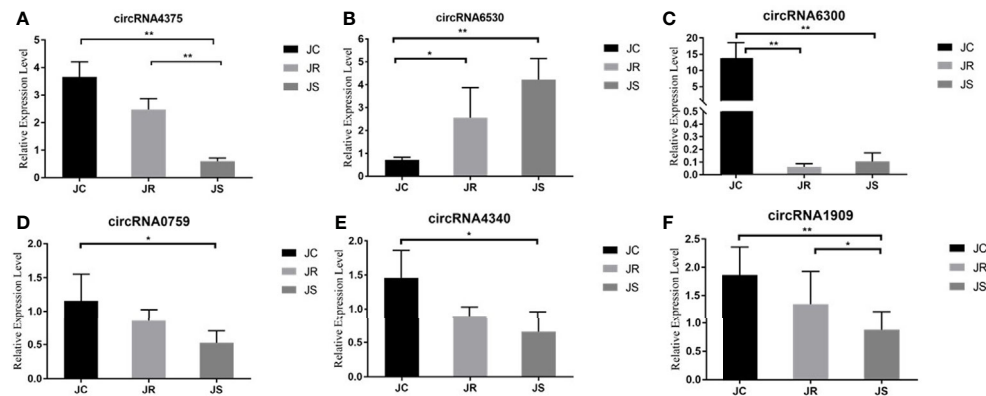 A
circRNA4375
Relative Expression Level
5
4
3
2
1
0
**
**
JC
JR
JS
JC
JR
JS
B
circRNA6530
Relative Expression Level
6
5
4
3
2
1
0
**
*
JC
JR
JS
JC
JR
JS
C
circRNA6300
Relative Expression Level
20
15
10
5
0.5
0.4
0.3
0.2
0.1
0.0
**
**
JC
JR
JS
JC
JR
JS
D
circRNA0759
Relative Expression Level
2.0
1.5
1.0
0.5
0.0
*
JC
JR
JS
JC
JR
JS
E
circRNA4340
Relative Expression Level
2.0
1.5
1.0
0.5
0.0
*
JC
JR
JS
JC
JR
JS
F
circRNA1909
Relative Expression Level
3.0
2.5
2.0
1.5
1.0
0.5
0.0
**
*
JC
JR
JS
JC
JR
JS